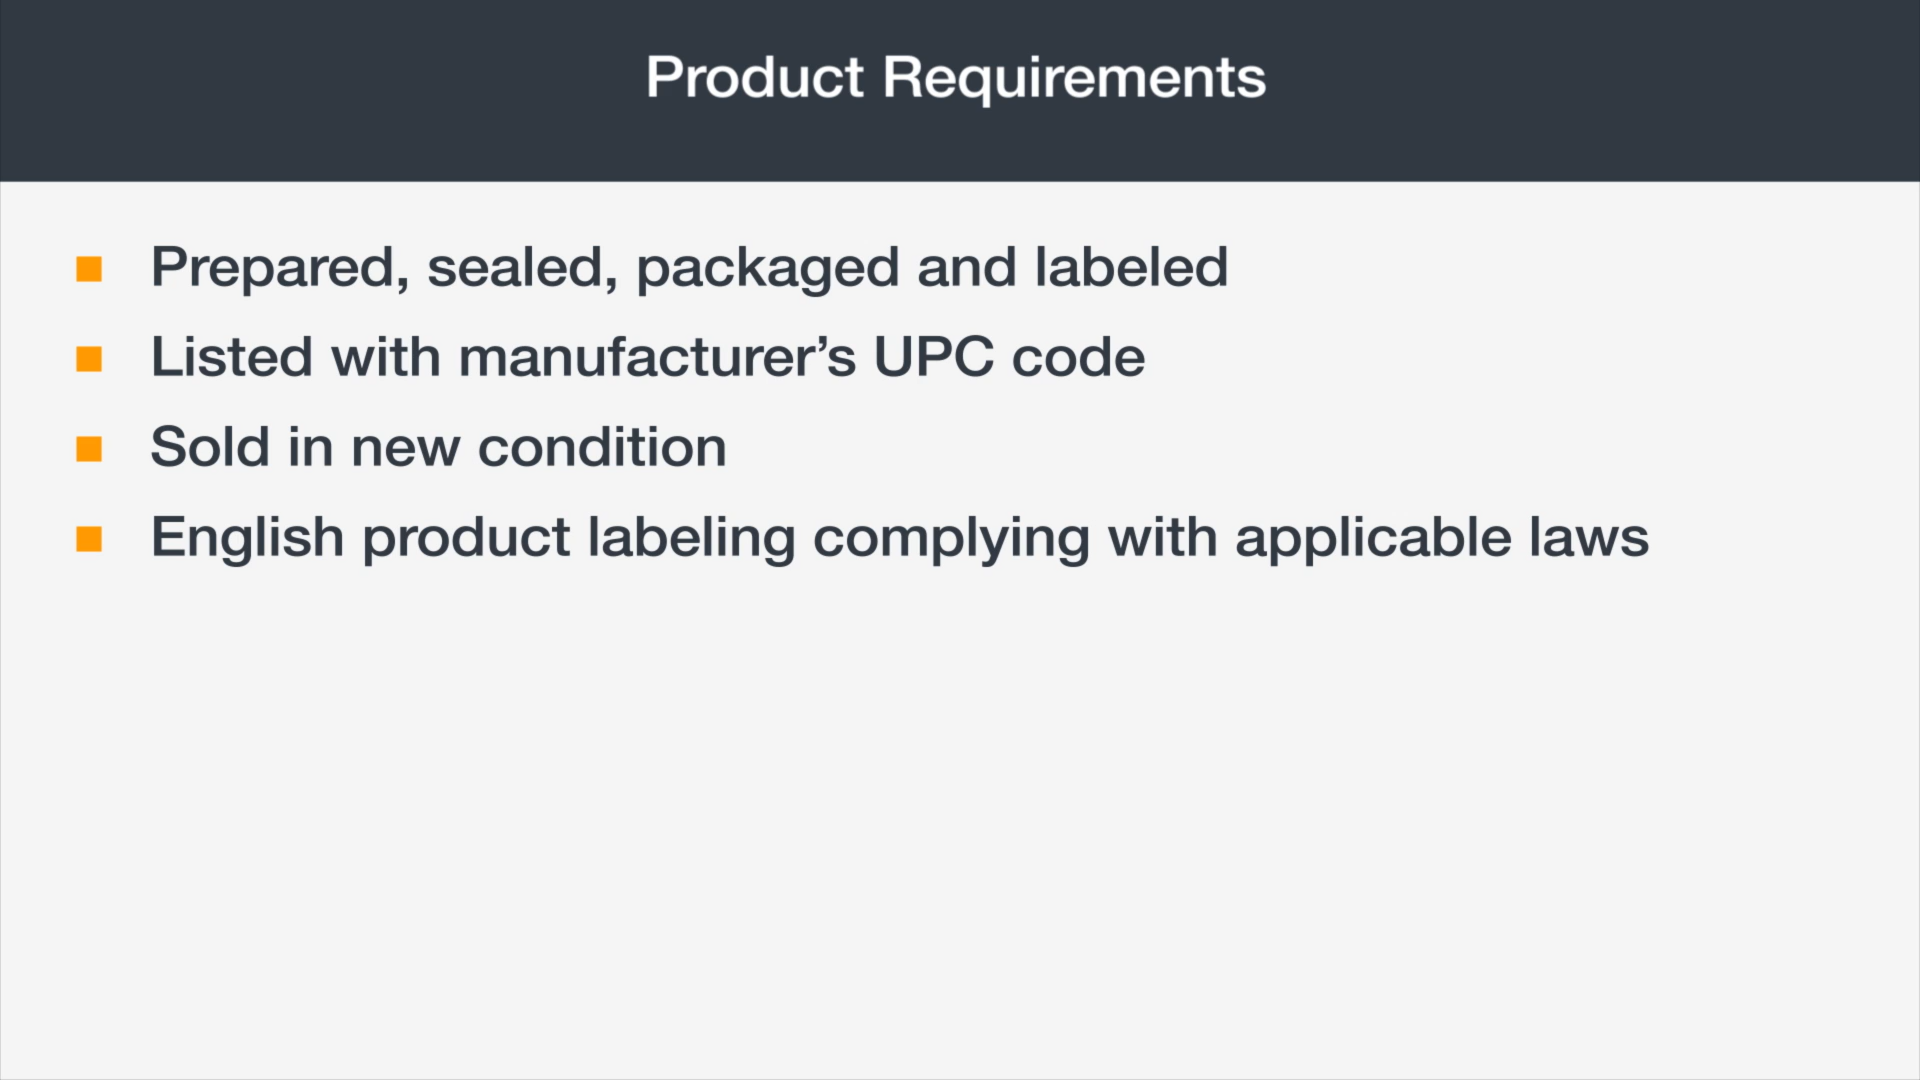 Product Requirements
Prepared, sealed, packaged and labeled
Listed with manufacturer’s UPC code
Sold in new condition
English product labeling complying with applicable laws